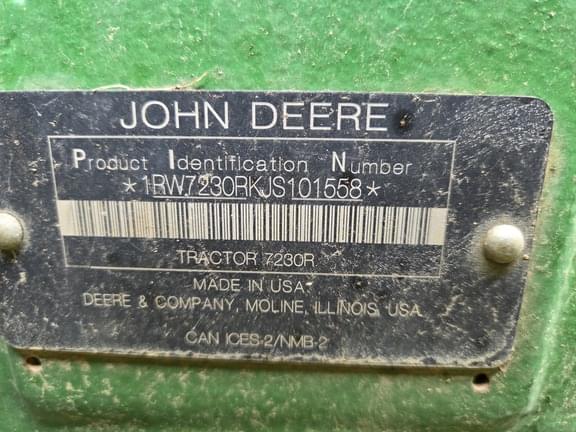 JOHN DEERE
Product Identification Number
*1RW7230RKJS101558*
TRACTOR 7230R
MADE IN USA
DEERE & COMPANY, MOLINE, ILLINOIS USA
CAN ICES-2/NMB-2